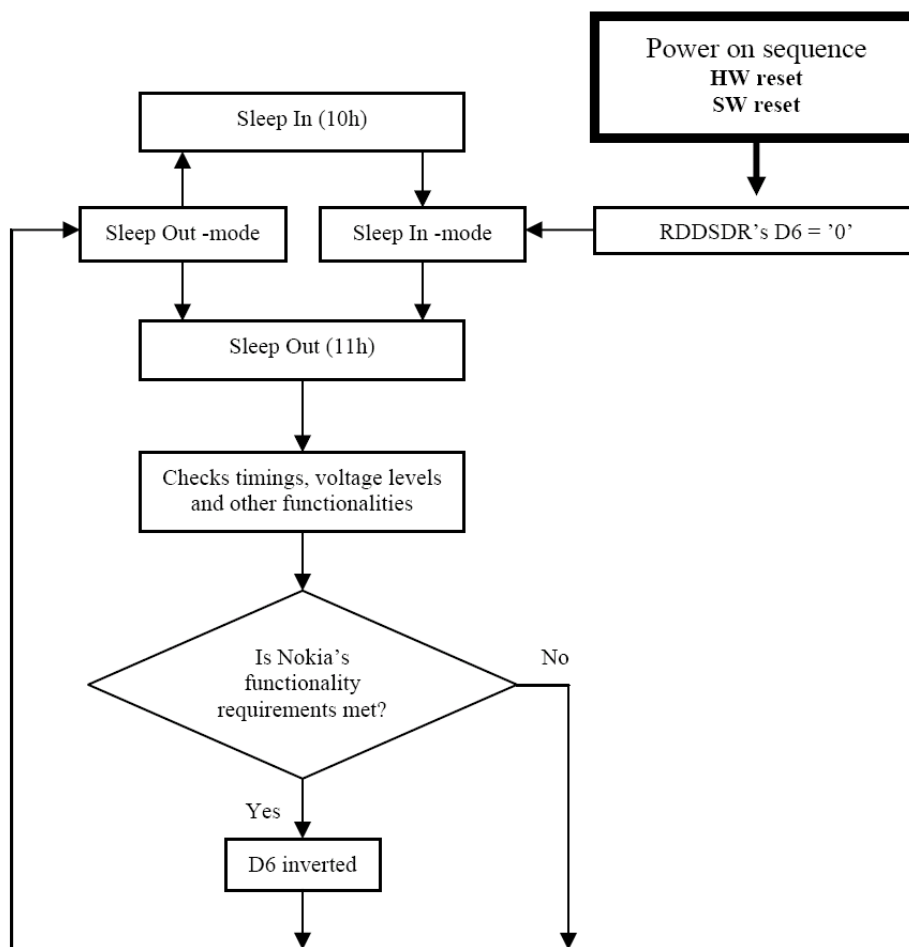 Power on sequence
HW reset
SW reset
Sleep In (10h)
Sleep Out -mode
Sleep In -mode
RDDSDR’s D6 = ’0’
Sleep Out (11h)
Checks timings, voltage levels
and other functionalities
Is Nokia’s
functionality
requirements met?
No
Yes
D6 inverted